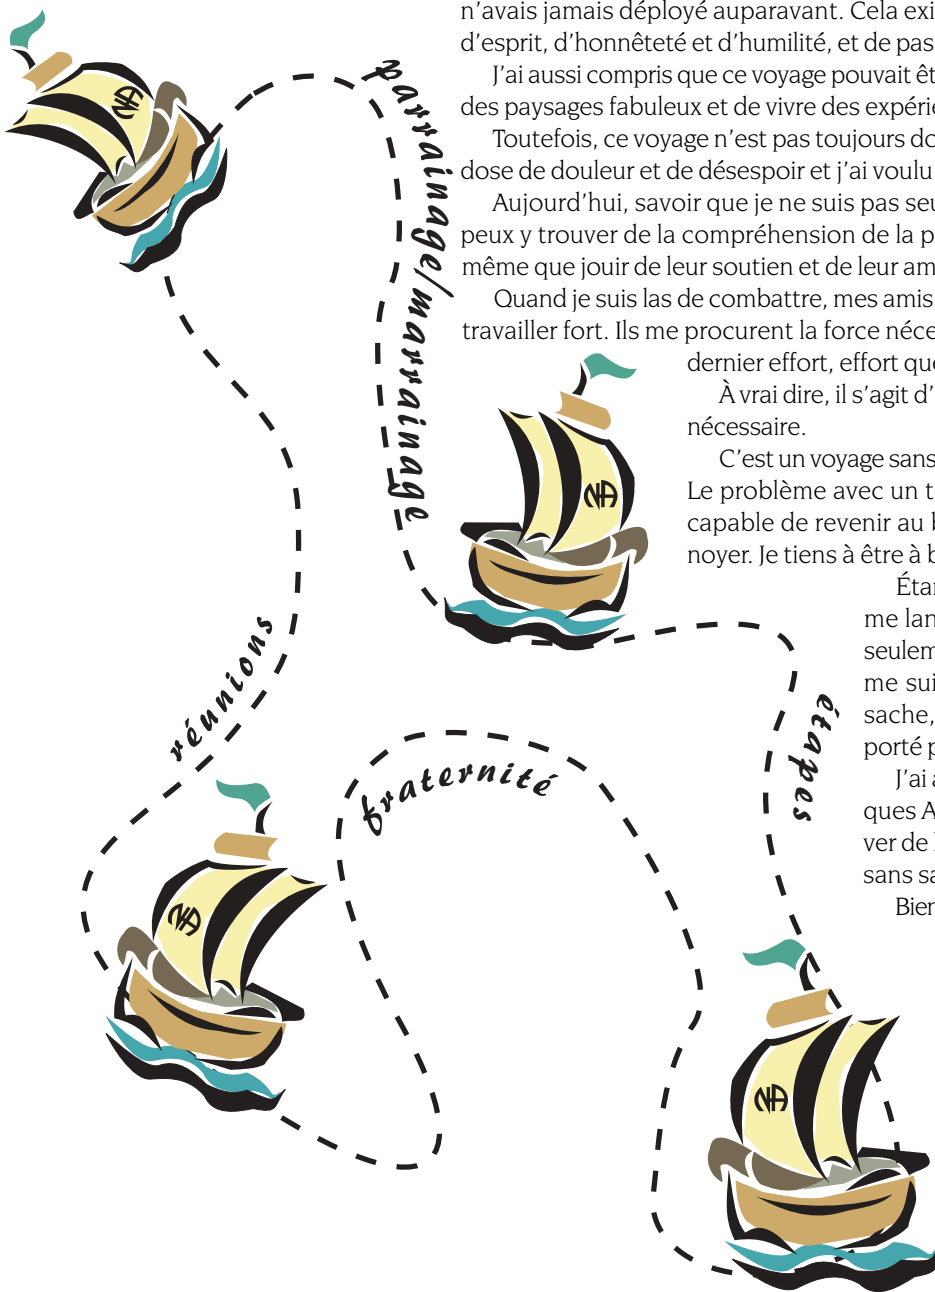 n'avais jamais déployé auparavant. Cela exi
d'esprit, d'honnêteté et d'humilité, et de pas
J'ai aussi compris que ce voyage pouvait êt
des paysages fabuleux et de vivre des expérie
Toutefois, ce voyage n'est pas toujours do
dose de douleur et de désespoir et j'ai voulu
Aujourd'hui, savoir que je ne suis pas seu
peux y trouver de la compréhension de la p
même que jouir de leur soutien et de leur am
Quand je suis las de combattre, mes amis
travailler fort. Ils me procurent la force néce
dernier effort, effort que
À vrai dire, il s'agit d'
nécessaire.
C'est un voyage sans
Le problème avec un t
capable de revenir au b
noyer. Je tiens à être à b
Étan
me lan
seulem
me sui
sache,
porté p
J'ai a
ques A
ver de l
sans sa
Bien
parrainage/marrainage
réunions
fraternité
étapes
NA
NA
NA
NA